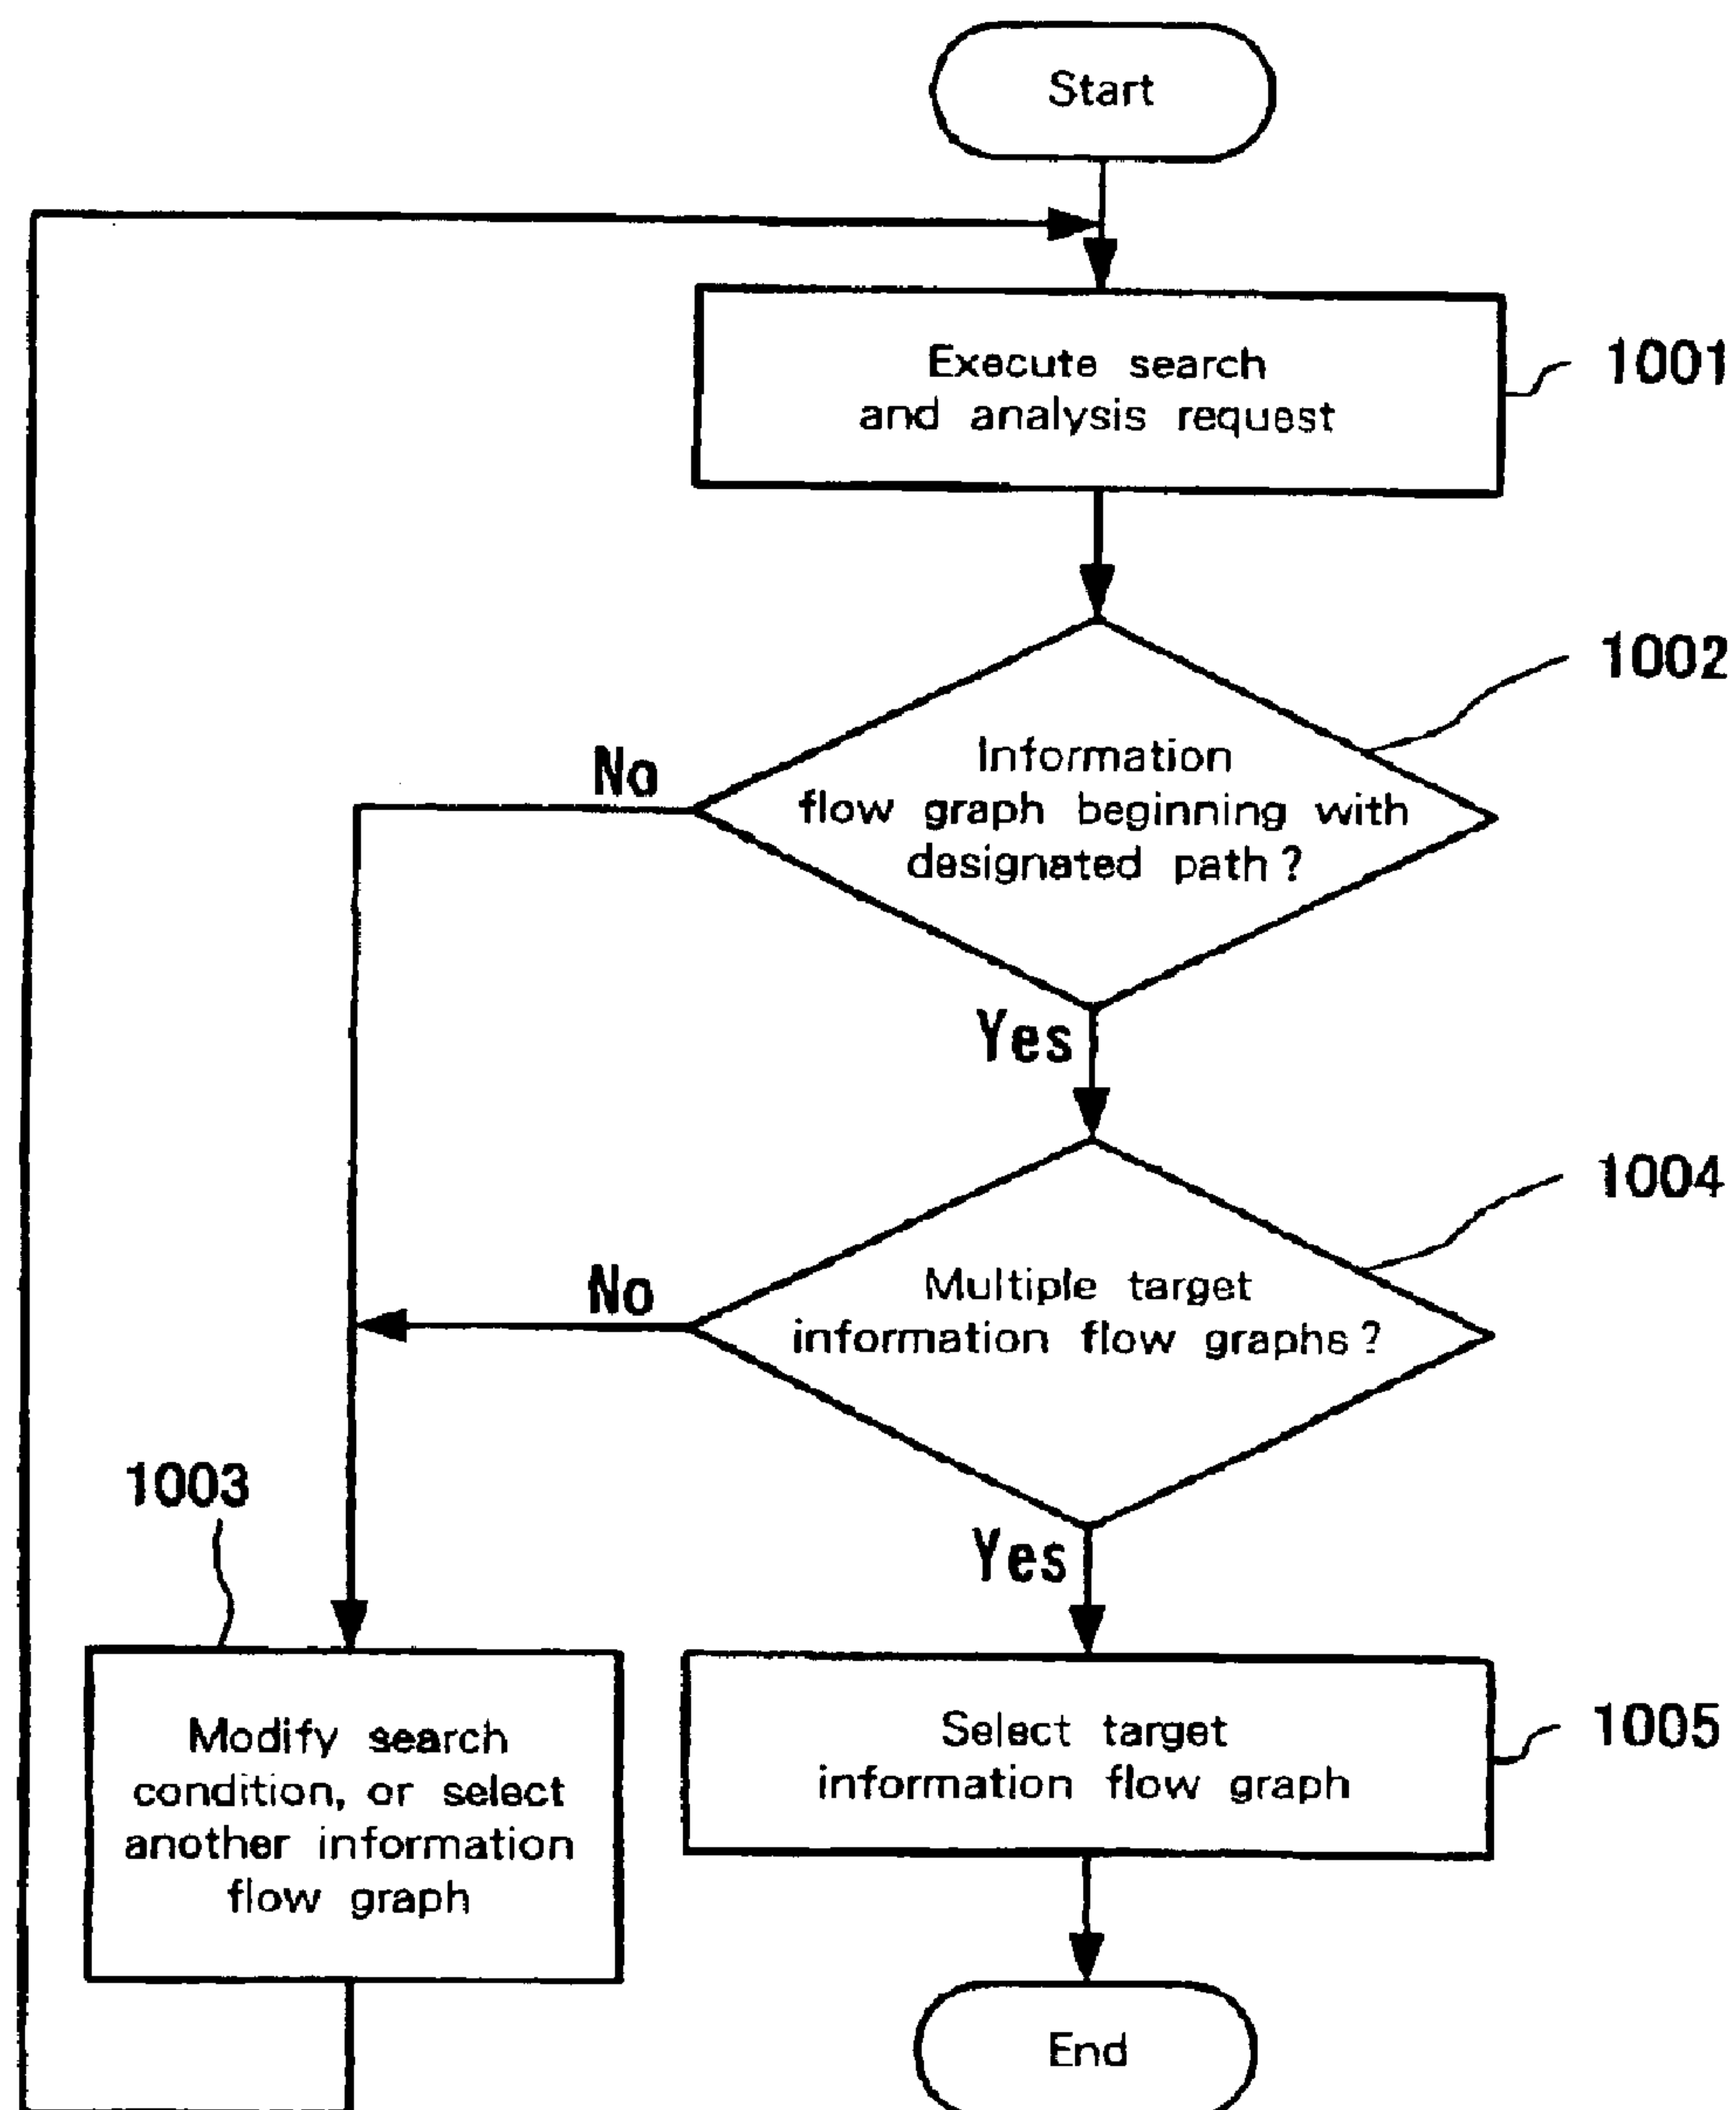 Start
Execute search
and analysis request
1001
1002
Information
flow graph beginning with
designated path?
No
Yes
1004
Multiple target
information flow graphs?
No
Yes
1003
Modify search
condition, or select
another information
flow graph
Select target
information flow graph
1005
End